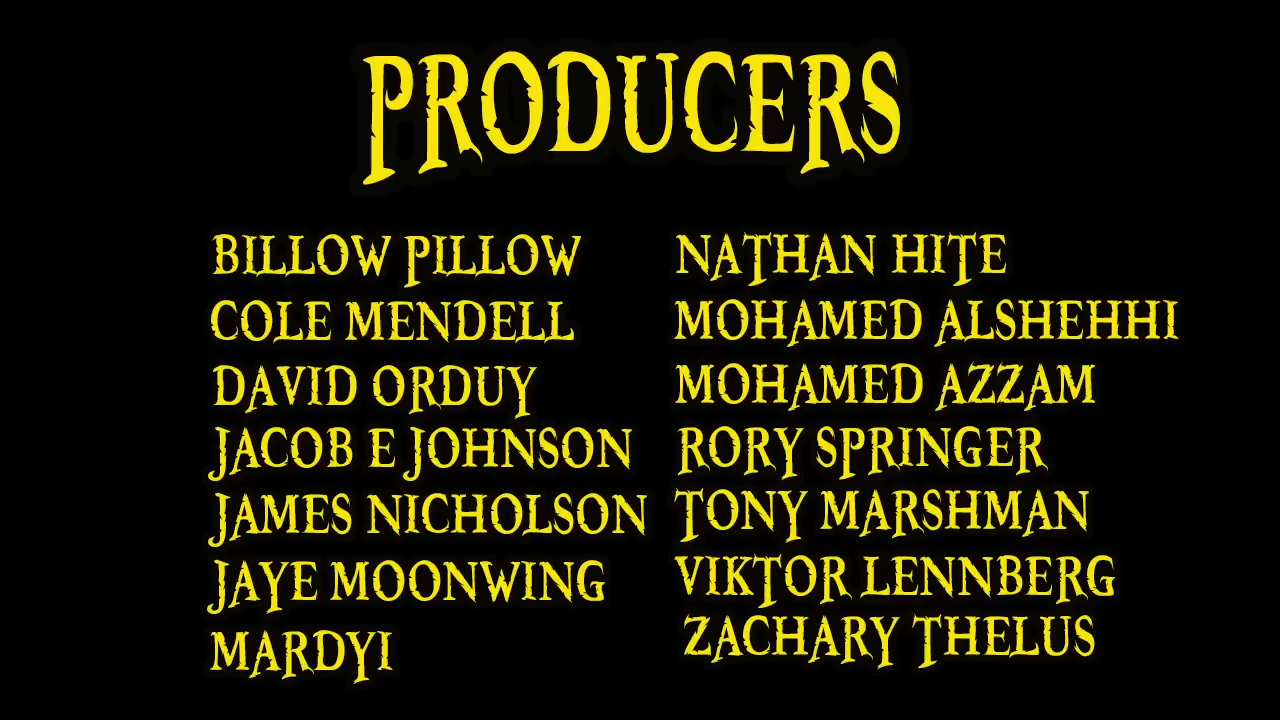 PRODUCERS
BILLOW PILLOW
COLE MENDELL
DAVID ORDUY
JACOB E JOHNSON
JAMES NICHOLSON
JAYE MOONWING
MARDYI
NATHAN HITE
MOHAMED ALSHEHHI
MOHAMED AZZAM
RORY SPRINGER
TONY MARSHMAN
VIKTOR LENNBERG
ZACHARY THELUS